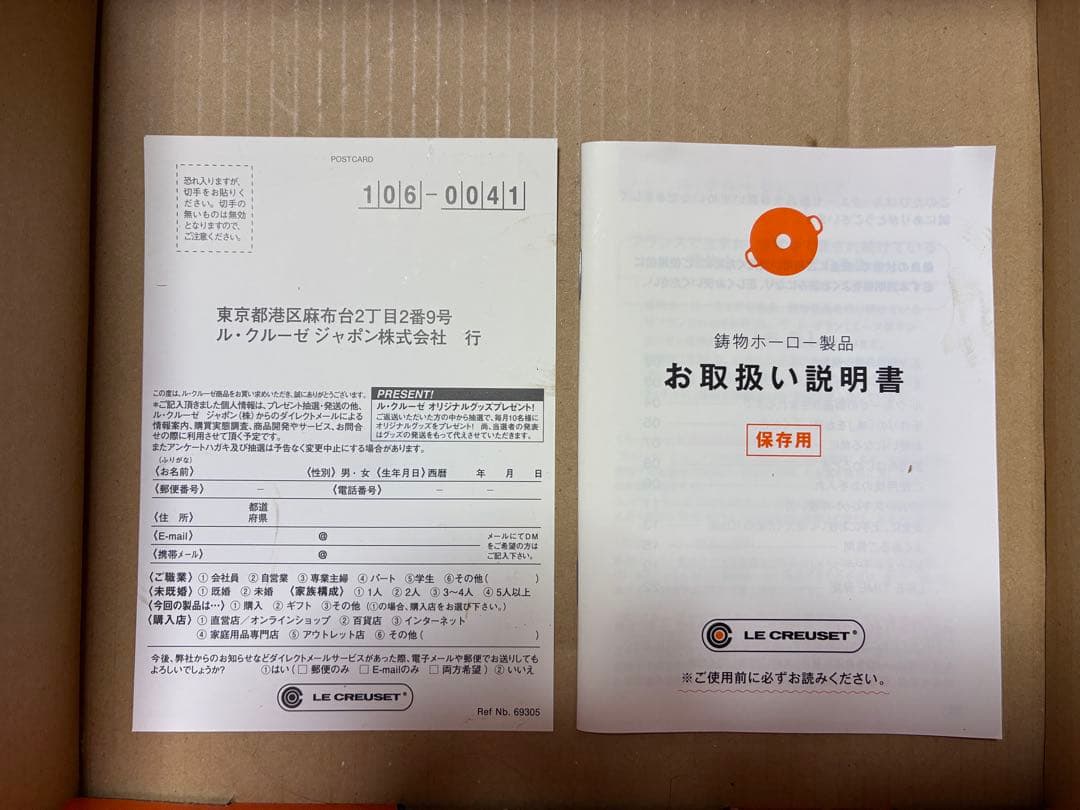 POSTCARD
恐れ入りますが、
切手をお貼りく
ださい。切手の
無いものは無効
となりますので、
ご注意ください。
106-0041
東京都港区麻布台2丁目2番9号
ル・クルーゼ ジャポン株式会社 行
この度は、ル・クルーゼ商品をお買い求めいただき、誠にありがとうございます。
＊ご記入頂きました個人情報は、プレゼント抽選・発送の他、
ル・クルーゼ ジャポン(株)からのダイレクトメールによる
情報案内、購買実態調査、商品開発やサービス、お問合
せの際に利用させて頂く予定です。
またアンケートハガキ及び抽選は予告なく変更中止にする場合があります。
PRESENT!
ル・クルーゼ オリジナルグッズプレゼント!
ご返送いただいた方の中から抽選で、毎月10名様に
オリジナルグッズをプレゼント! 尚、当選者の発表
はグッズの発送をもって代えさせていただきます。
(ふりがな)
〈お名前〉 〈性別〉男・女 〈生年月日〉西暦 年 月 日
〈郵便番号〉 － 〈電話番号〉 － －
〈住 所〉 都道
府県
〈E-mail〉 @
〈携帯メール〉 @
メールにてDM
をご希望の方は
ご記入下さい。
〈ご職業〉①会社員 ②自営業 ③専業主婦 ④パート ⑤学生 ⑥その他( )
〈未既婚〉①既婚 ②未婚 〈家族構成〉①1人 ②2人 ③3〜4人 ④5人以上
〈今回の製品は…〉①購入 ②ギフト ③その他 (①の場合、購入店をお選び下さい。)
〈購入店〉①直営店／オンラインショップ ②百貨店 ③インターネット
④家庭用品専門店 ⑤アウトレット店 ⑥その他( )
今後、弊社からのお知らせなどダイレクトメールサービスがあった際、電子メールや郵便でお送りしても
よろしいでしょうか? ①はい(□郵便のみ □E-mailのみ □両方希望) ②いいえ
LE CREUSET®
Ref Nb. 69305
鋳物ホーロー製品
お取扱い説明書
保存用
LE CREUSET®
※ご使用前に必ずお読みください。